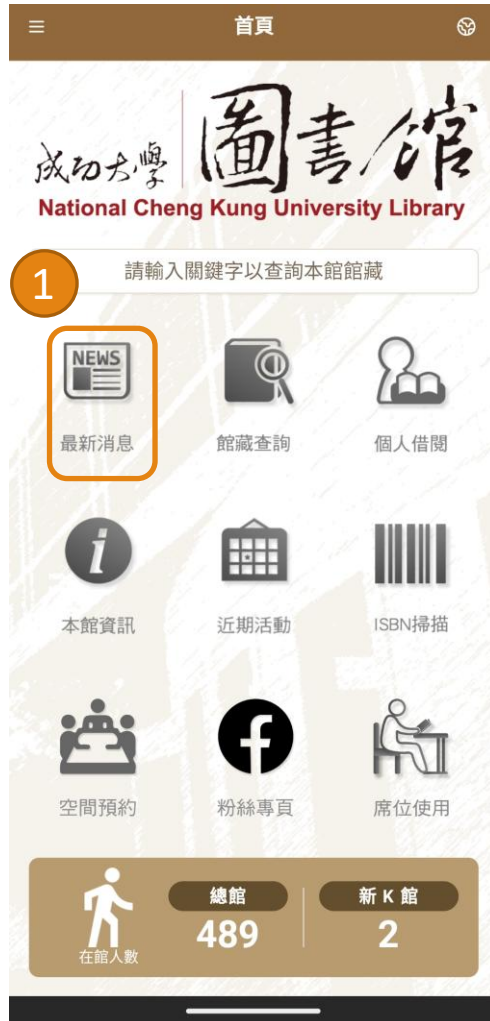 首頁
成功大學 圖書館
National Cheng Kung University Library
1
請輸入關鍵字以查詢本館館藏
NEWS
最新消息
館藏查詢
個人借閱
i
本館資訊
近期活動
ISBN掃描
空間預約
f
粉絲專頁
席位使用
在館人數
總館
489
新 K 館
2